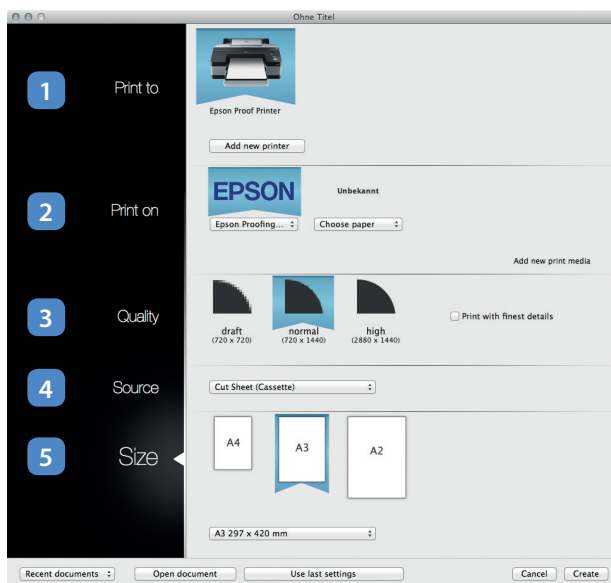 Ohne Titel
1
Print to
Epson Proof Printer
Add new printer
2
Print on
EPSON
Unbekannt
Epson Proofing...
Choose paper
Add new print media
3
Quality
draft
(720 x 720)
normal
(720 x 1440)
high
(2880 x 1440)
Print with finest details
4
Source
Cut Sheet (Cassette)
5
Size
A4
A3
A2
A3 297 x 420 mm
Recent documents
Open document
Use last settings
Cancel
Create